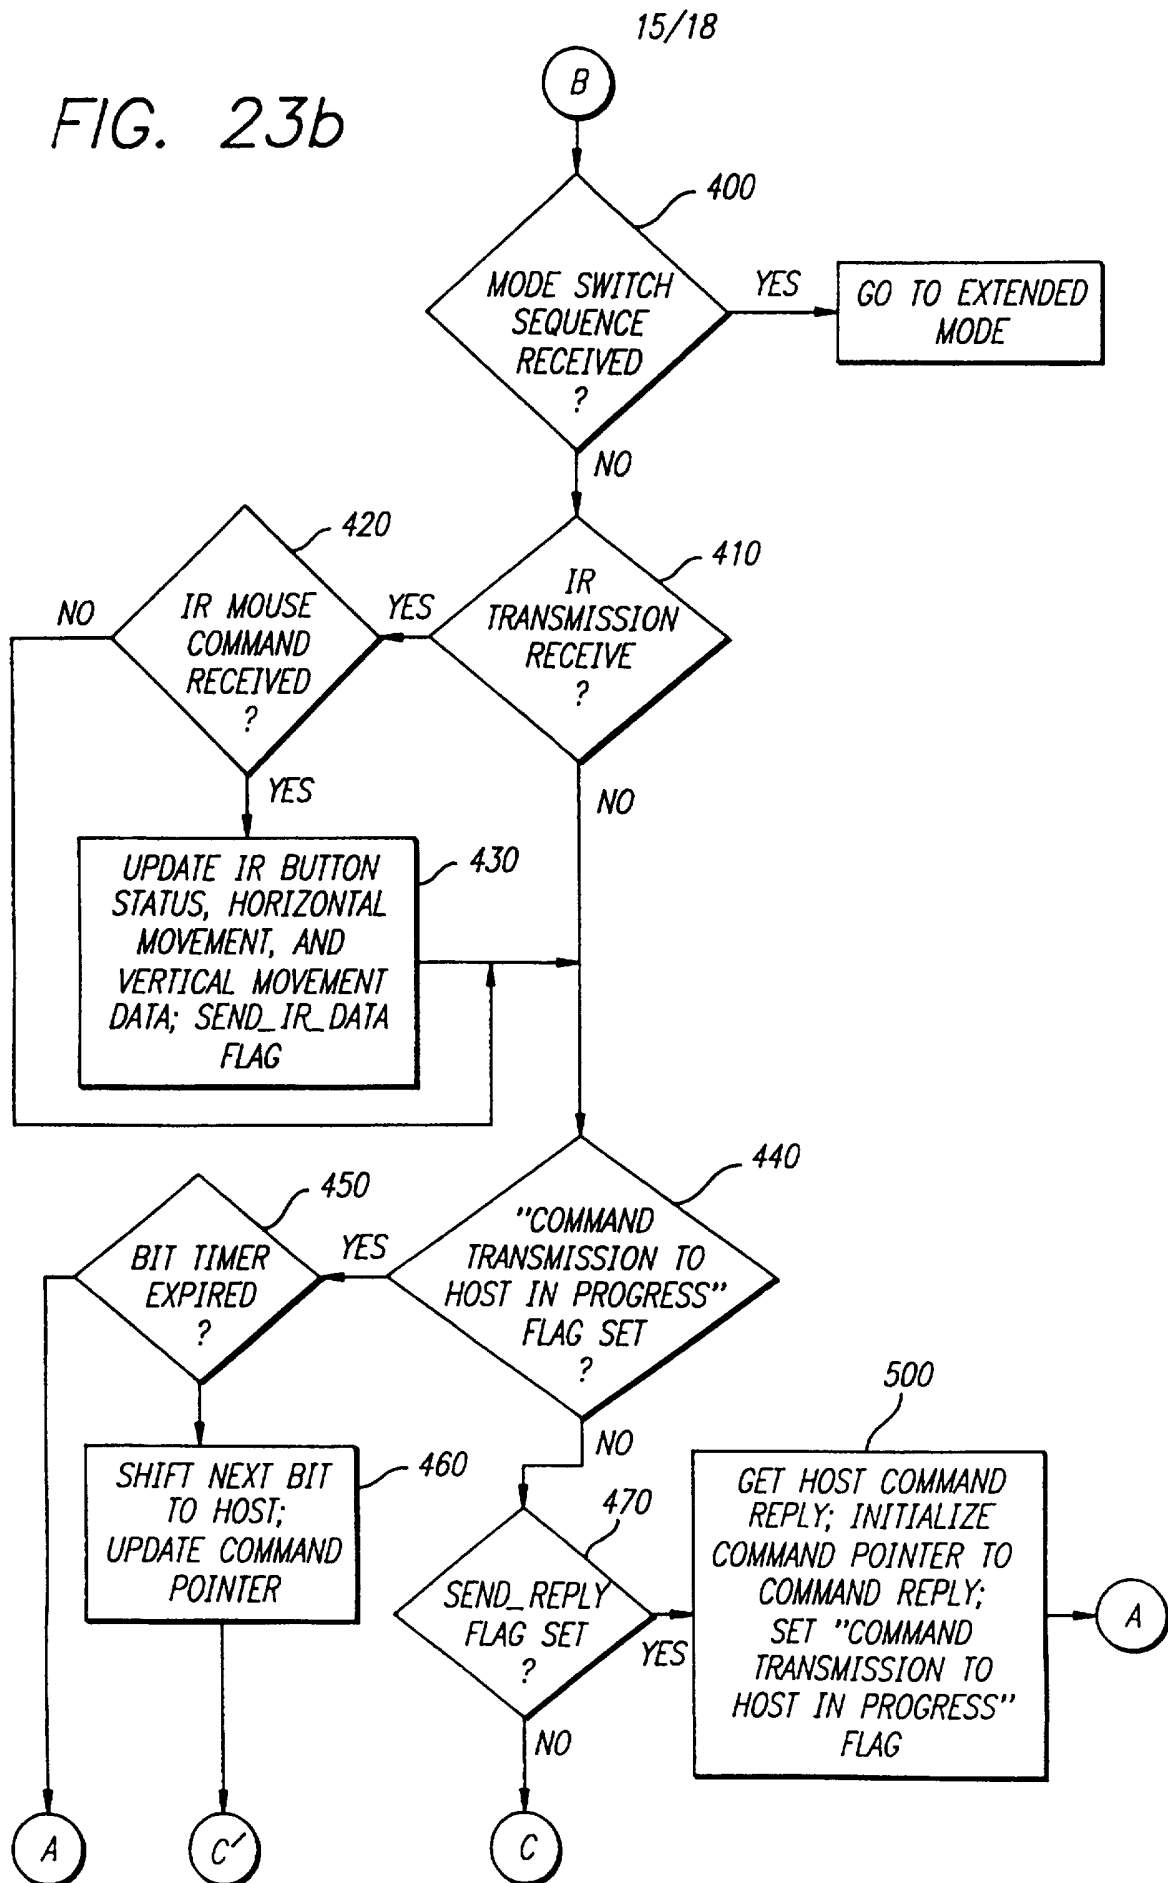 15/18
FIG. 23b
B
400
MODE SWITCH
SEQUENCE
RECEIVED
?
YES
GO TO EXTENDED
MODE
NO
420
IR MOUSE
COMMAND
RECEIVED
?
NO
YES
410
IR
TRANSMISSION
RECEIVE
?
YES
NO
430
UPDATE IR BUTTON
STATUS, HORIZONTAL
MOVEMENT, AND
VERTICAL MOVEMENT
DATA; SEND_IR_DATA
FLAG
440
"COMMAND
TRANSMISSION TO
HOST IN PROGRESS"
FLAG SET
?
YES
NO
450
BIT TIMER
EXPIRED
?
460
SHIFT NEXT BIT
TO HOST;
UPDATE COMMAND
POINTER
470
SEND_REPLY
FLAG SET
?
YES
NO
500
GET HOST COMMAND
REPLY; INITIALIZE
COMMAND POINTER TO
COMMAND REPLY;
SET "COMMAND
TRANSMISSION TO
HOST IN PROGRESS"
FLAG
A
A
C'
C